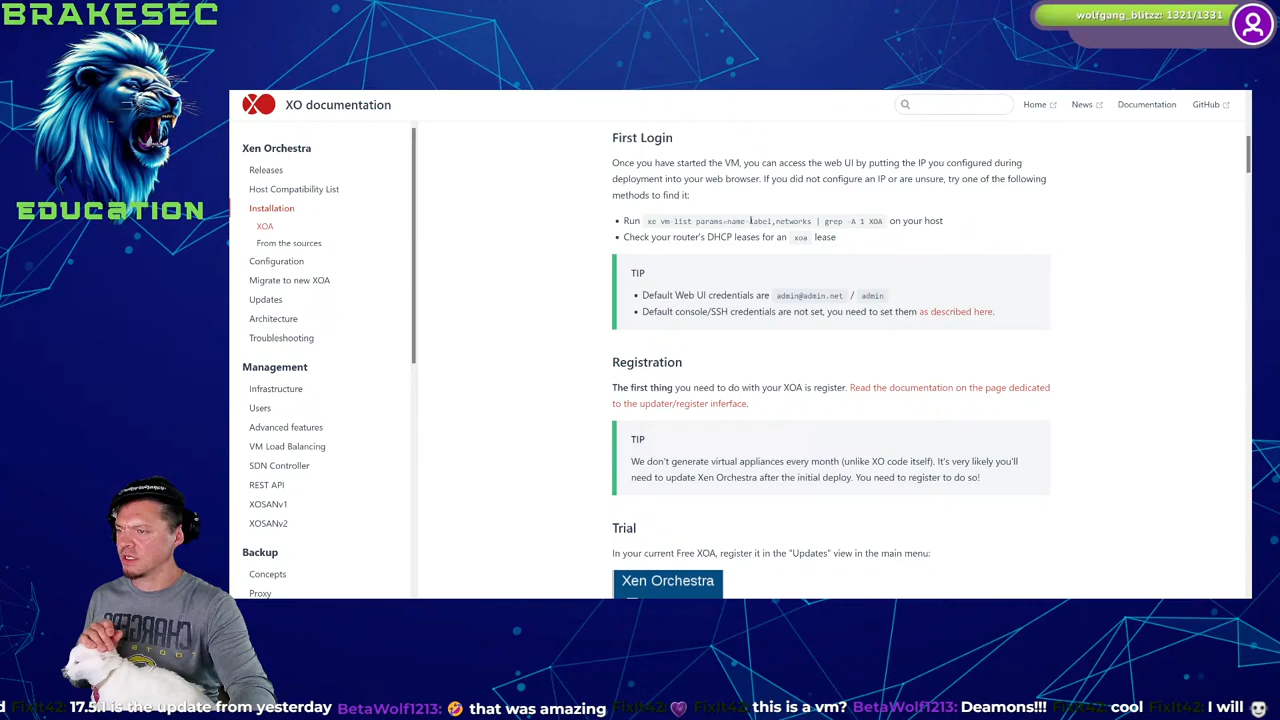 BRAKESEC
EDUCATION
wolfgang_blitzz: 1321/1331
XO documentation
Home
News
Documentation
GitHub
Xen Orchestra
Releases
Host Compatibility List
Installation
XOA
From the sources
Configuration
Migrate to new XOA
Updates
Architecture
Troubleshooting
Management
Infrastructure
Users
Advanced features
VM Load Balancing
SDN Controller
REST API
XOSANv1
XOSANv2
Backup
Concepts
Proxy
First Login
Once you have started the VM, you can access the web UI by putting the IP you configured during
deployment into your web browser. If you did not configure an IP or are unsure, try one of the following
methods to find it:
• Run xe vm-list params=name-label,networks | grep -A 1 XOA on your host
• Check your router's DHCP leases for an xoa lease
TIP
• Default Web UI credentials are admin@admin.net / admin
• Default console/SSH credentials are not set, you need to set them as described here.
Registration
The first thing you need to do with your XOA is register. Read the documentation on the page dedicated
to the updater/register inferface.
TIP
We don't generate virtual appliances every month (unlike XO code itself). It's very likely you'll
need to update Xen Orchestra after the initial deploy. You need to register to do so!
Trial
In your current Free XOA, register it in the "Updates" view in the main menu:
Xen Orchestra
CHARGERS
d FixIt42: 17.5.1 is the update from yesterday BetaWolf1213: 🤣 that was amazing FixIt42: 💜 FixIt42: this is a vm? BetaWolf1213: Deamons!!! FixIt42: cool FixIt42: I will 💀